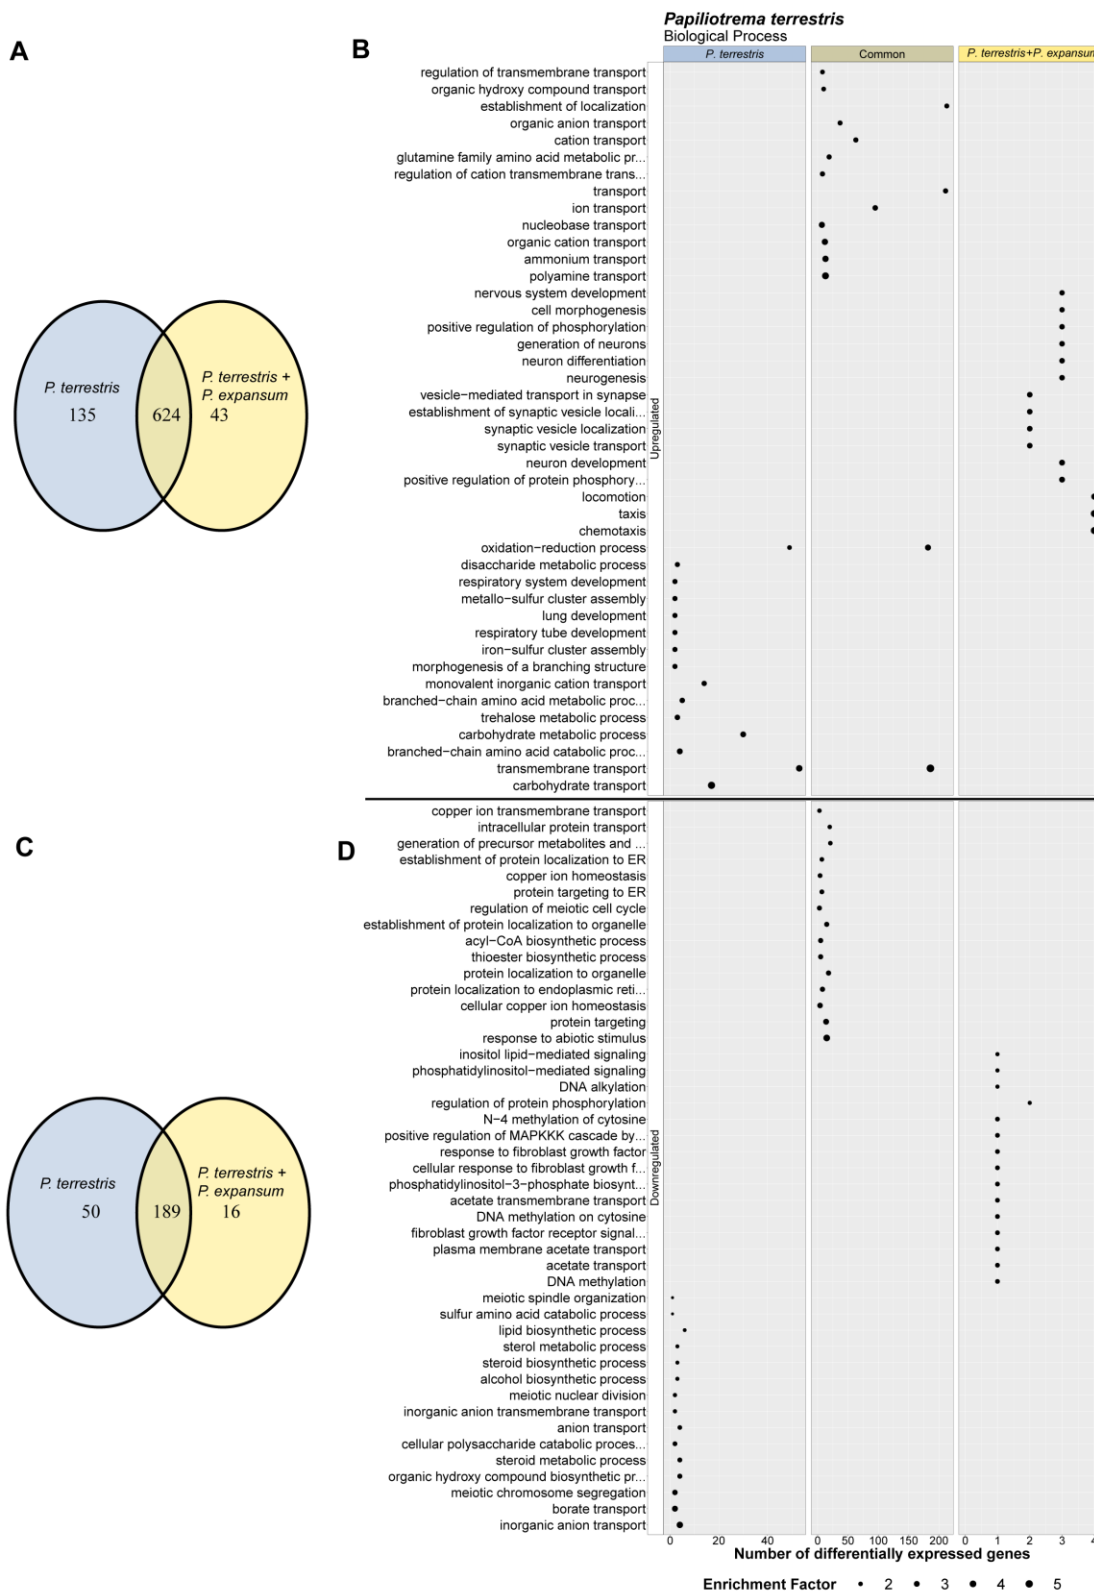 Papiliotrema terrestris
Biological Process
A
B
P. terrestris
Common
P. terrestris+P. expansum
regulation of transmembrane transport
organic hydroxy compound transport
establishment of localization
organic anion transport
cation transport
glutamine family amino acid metabolic pr...
regulation of cation transmembrane trans...
transport
ion transport
nucleobase transport
organic cation transport
ammonium transport
polyamine transport
nervous system development
cell morphogenesis
positive regulation of phosphorylation
generation of neurons
neuron differentiation
neurogenesis
vesicle−mediated transport in synapse
establishment of synaptic vesicle locali...
synaptic vesicle localization
synaptic vesicle transport
neuron development
positive regulation of protein phosphory...
locomotion
taxis
chemotaxis
oxidation−reduction process
disaccharide metabolic process
respiratory system development
metallo−sulfur cluster assembly
lung development
respiratory tube development
iron−sulfur cluster assembly
morphogenesis of a branching structure
monovalent inorganic cation transport
branched−chain amino acid metabolic proc...
trehalose metabolic process
carbohydrate metabolic process
branched−chain amino acid catabolic proc...
transmembrane transport
carbohydrate transport
Upregulated
P. terrestris
135
624
P. terrestris +
P. expansum
43
C
D
copper ion transmembrane transport
intracellular protein transport
generation of precursor metabolites and ...
establishment of protein localization to ER
copper ion homeostasis
protein targeting to ER
regulation of meiotic cell cycle
establishment of protein localization to organelle
acyl−CoA biosynthetic process
thioester biosynthetic process
protein localization to organelle
protein localization to endoplasmic reti...
cellular copper ion homeostasis
protein targeting
response to abiotic stimulus
inositol lipid−mediated signaling
phosphatidylinositol−mediated signaling
DNA alkylation
regulation of protein phosphorylation
N−4 methylation of cytosine
positive regulation of MAPKKK cascade by...
response to fibroblast growth factor
cellular response to fibroblast growth f...
phosphatidylinositol−3−phosphate biosynt...
acetate transmembrane transport
DNA methylation on cytosine
fibroblast growth factor receptor signal...
plasma membrane acetate transport
acetate transport
DNA methylation
meiotic spindle organization
sulfur amino acid catabolic process
lipid biosynthetic process
sterol metabolic process
steroid biosynthetic process
alcohol biosynthetic process
meiotic nuclear division
inorganic anion transmembrane transport
anion transport
cellular polysaccharide catabolic proces...
steroid metabolic process
organic hydroxy compound biosynthetic pr...
meiotic chromosome segregation
borate transport
inorganic anion transport
Downregulated
P. terrestris
50
189
P. terrestris +
P. expansum
16
0 20 40 0 50 100 150 200 0 1 2 3 4
Number of differentially expressed genes
Enrichment Factor 2 3 4 5